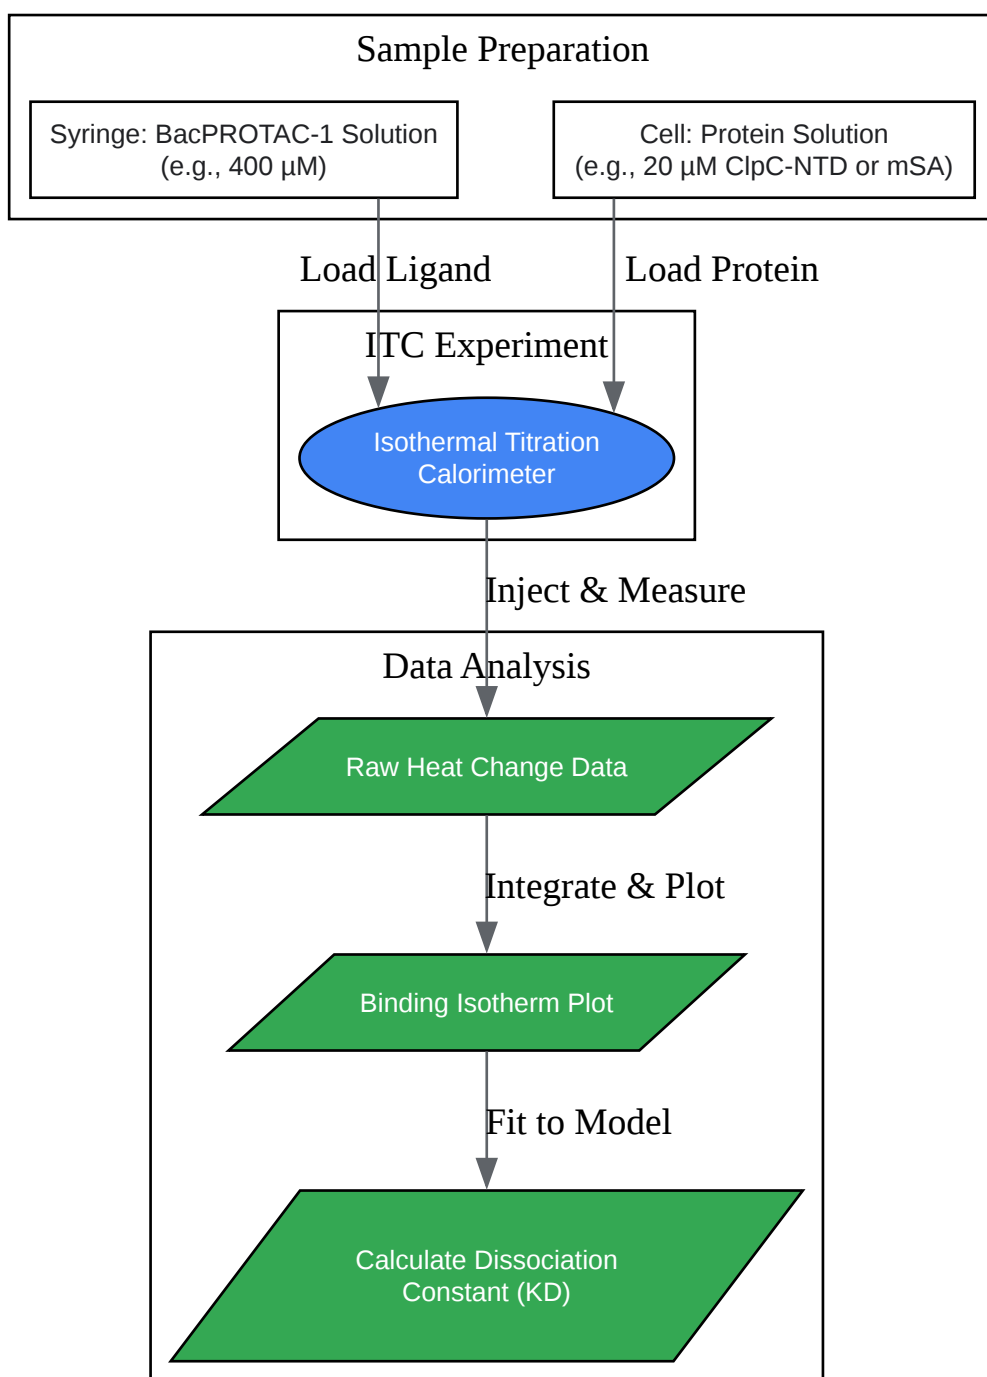 Sample Preparation
Syringe: BacPROTAC-1 Solution
(e.g., 400 µM)
Cell: Protein Solution
(e.g., 20 µM ClpC-NTD or mSA)
Load Ligand
Load Protein
ITC Experiment
Isothermal Titration
Calorimeter
Inject & Measure
Data Analysis
Raw Heat Change Data
Integrate & Plot
Binding Isotherm Plot
Fit to Model
Calculate Dissociation
Constant (KD)